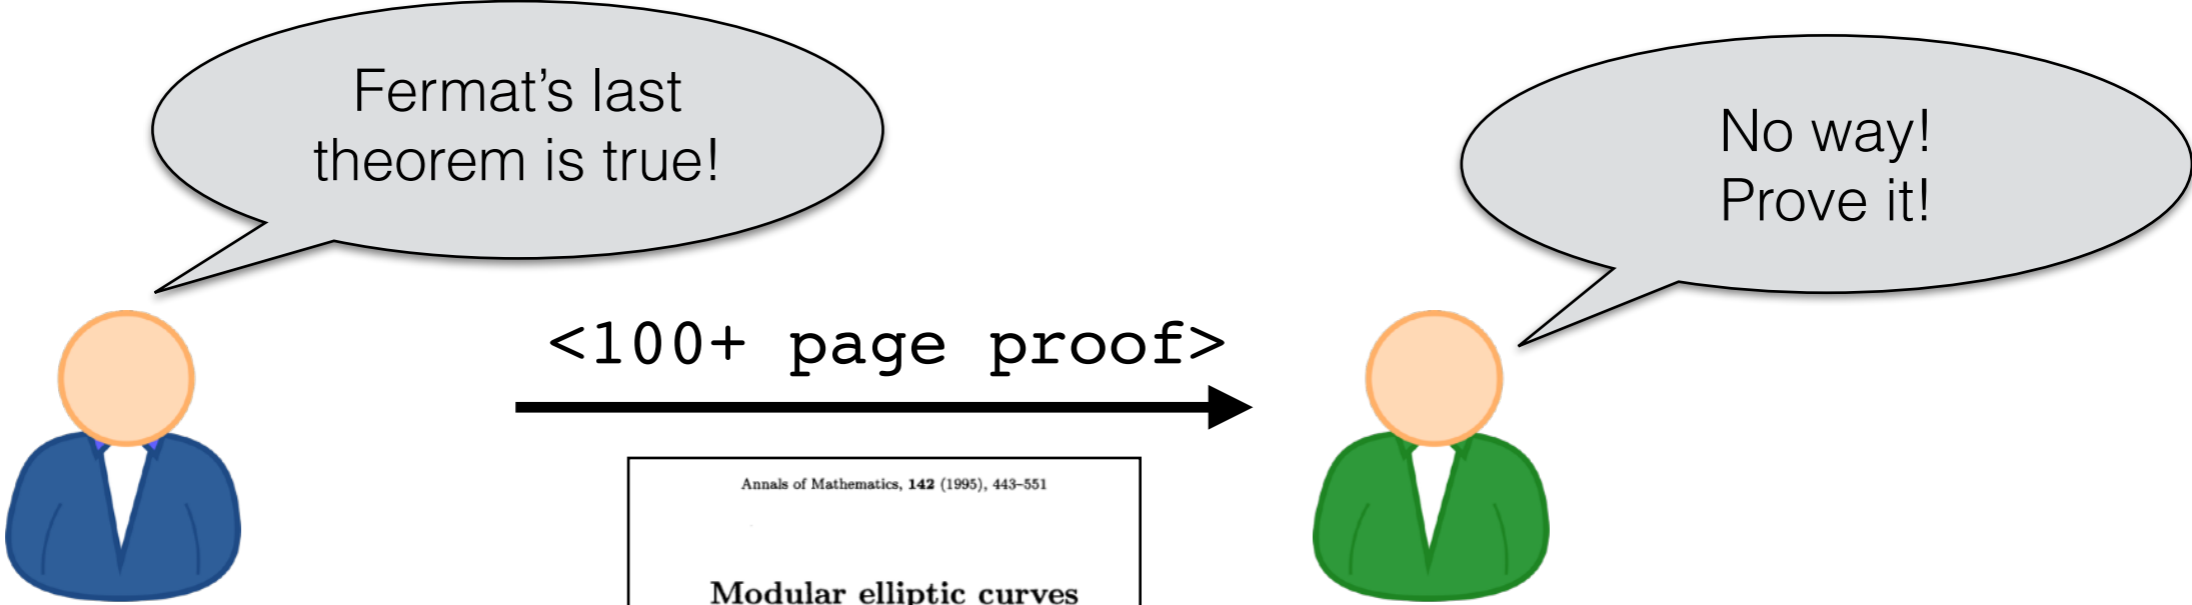 Fermat’s last
theorem is true!
No way!
Prove it!
<100+ page proof>
Annals of Mathematics, 142 (1995), 443–551
Modular elliptic curves